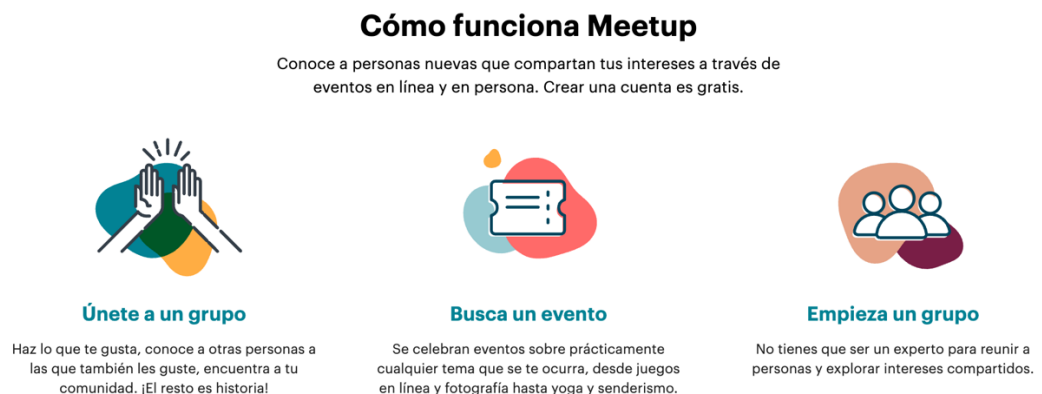 Cómo funciona Meetup
Conoce a personas nuevas que compartan tus intereses a través de
eventos en línea y en persona. Crear una cuenta es gratis.
Únete a un grupo
Haz lo que te gusta, conoce a otras personas a
las que también les guste, encuentra a tu
comunidad. ¡El resto es historia!
Busca un evento
Se celebran eventos sobre prácticamente
cualquier tema que se te ocurra, desde juegos
en línea y fotografía hasta yoga y senderismo.
Empieza un grupo
No tienes que ser un experto para reunir a
personas y explorar intereses compartidos.